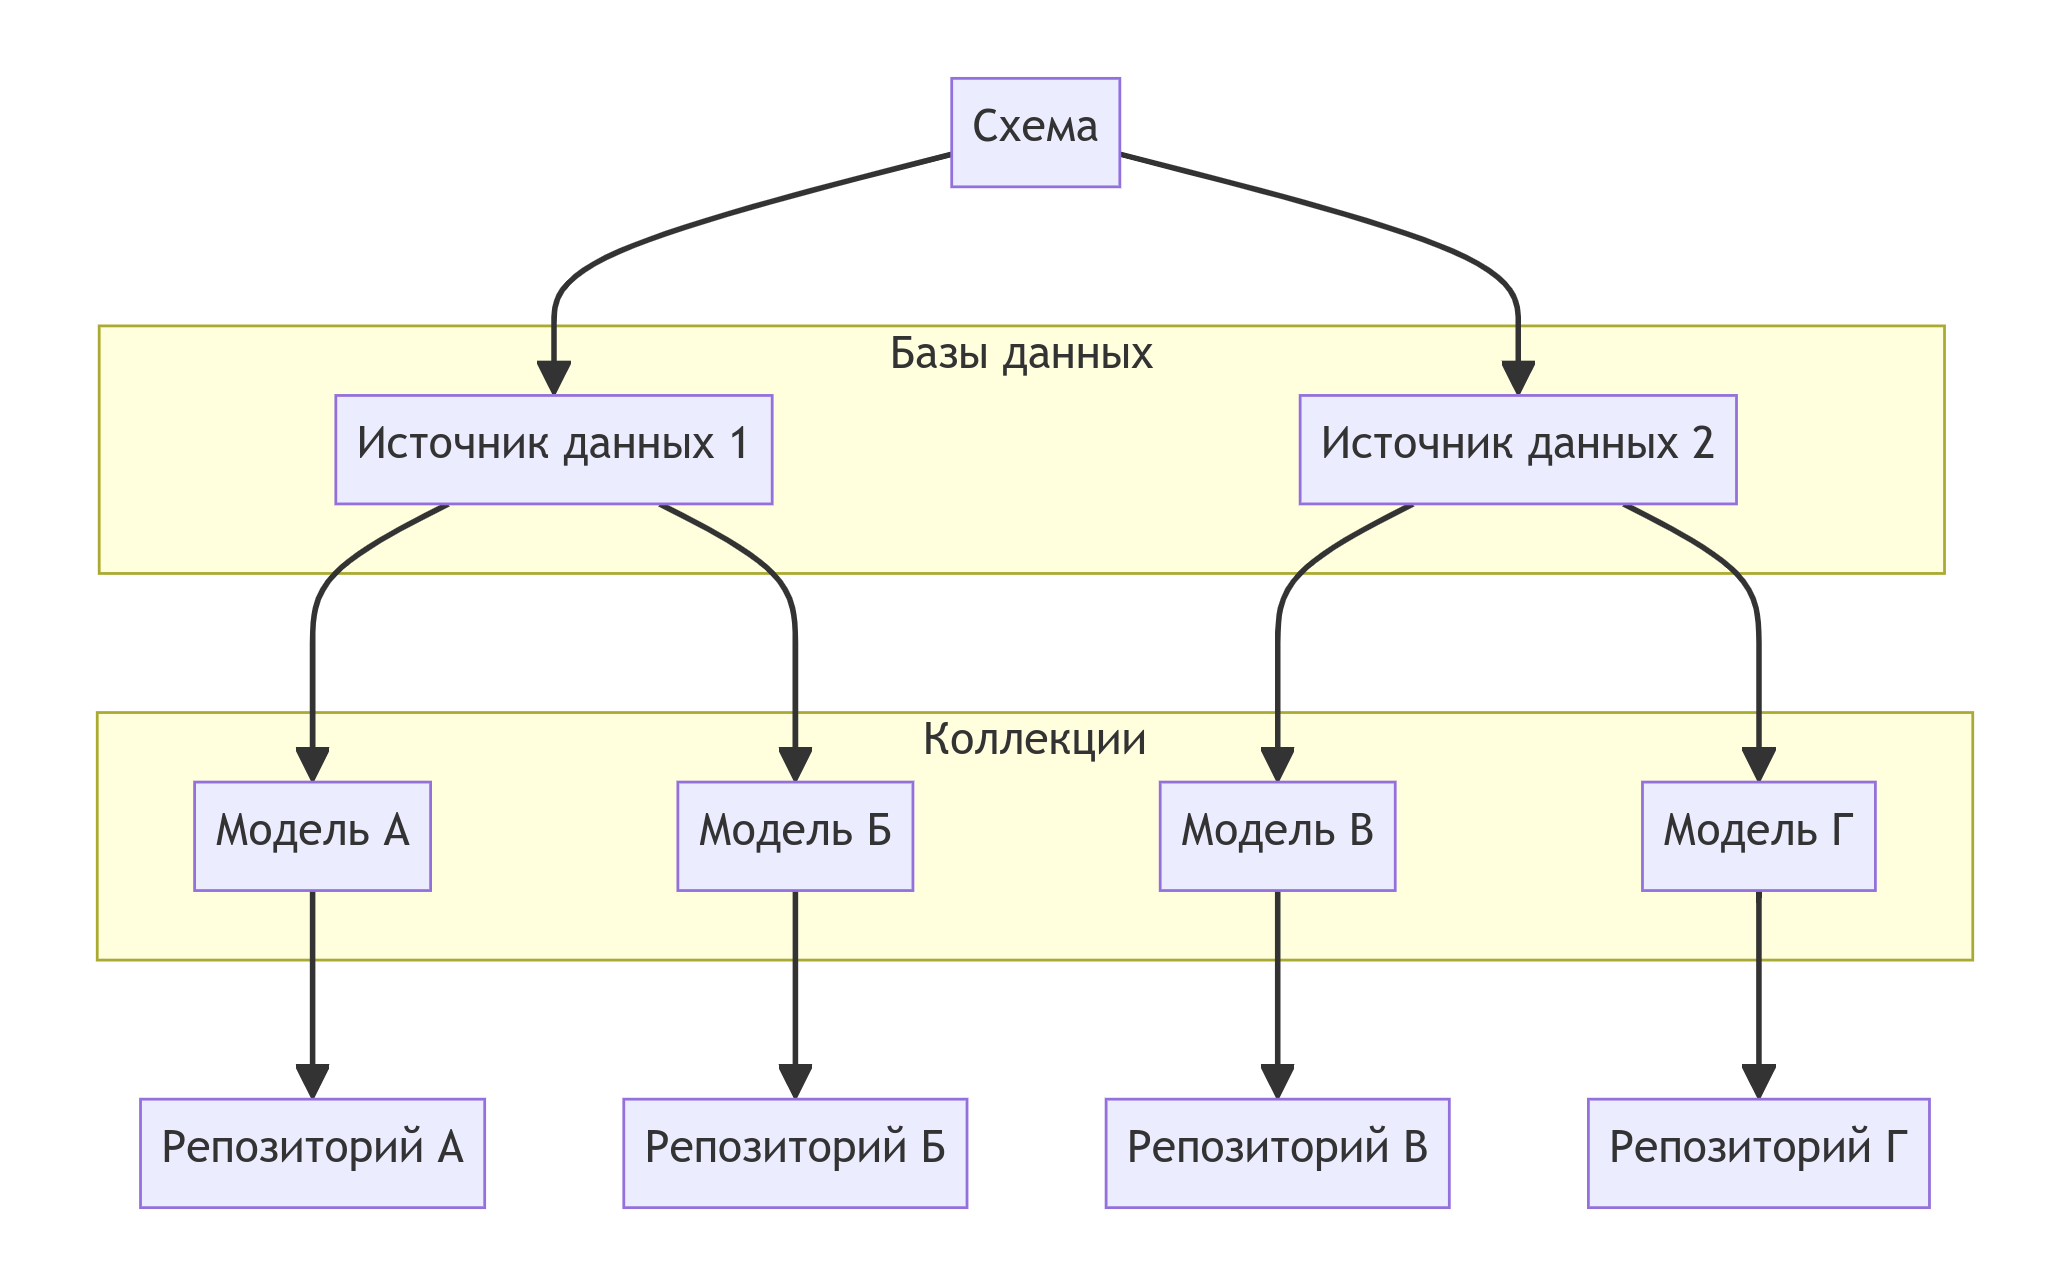 Схема
Базы данных
Источник данных 1
Источник данных 2
Коллекции
Модель А
Модель Б
Модель В
Модель Г
Репозиторий А
Репозиторий Б
Репозиторий В
Репозиторий Г